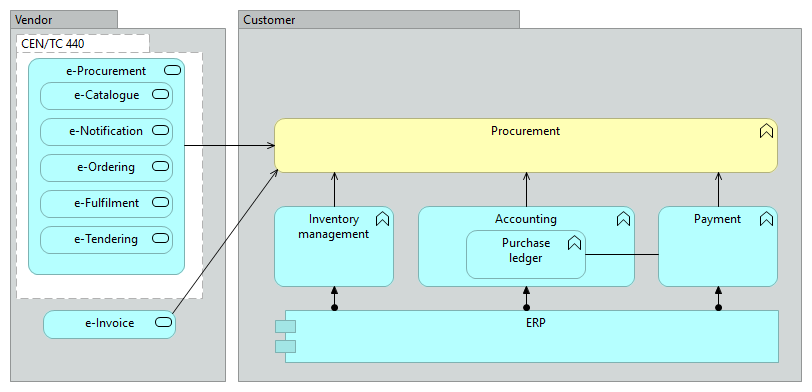 Vendor
CEN/TC 440
e-Procurement
e-Catalogue
e-Notification
e-Ordering
e-Fulfilment
e-Tendering
e-Invoice
Customer
Procurement
Inventory
management
Accounting
Purchase
ledger
Payment
ERP